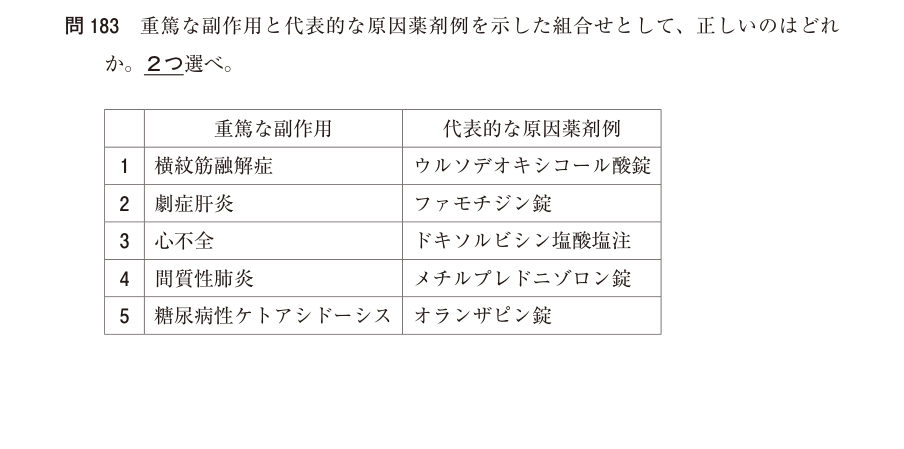 問 183　重篤な副作用と代表的な原因薬剤例を示した組合せとして、正しいのはどれ
か。２つ選べ。
重篤な副作用　代表的な原因薬剤例
1　横紋筋融解症　ウルソデオキシコール酸錠
2　劇症肝炎　ファモチジン錠
3　心不全　ドキソルビシン塩酸塩注
4　間質性肺炎　メチルプレドニゾロン錠
5　糖尿病性ケトアシドーシス　オランザピン錠